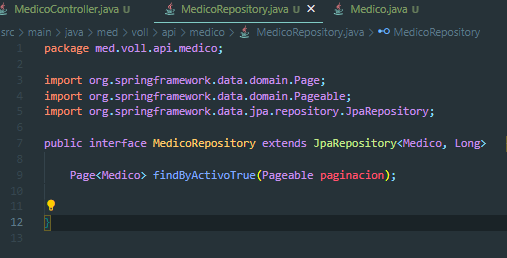 MedicoController.java U
MedicoRepository.java U X
Medico.java U
src > main > java > med > voll > api > medico > MedicoRepository.java > MedicoRepository
1 package med.voll.api.medico;
2
3 import org.springframework.data.domain.Page;
4 import org.springframework.data.domain.Pageable;
5 import org.springframework.data.jpa.repository.JpaRepository;
6
7 public interface MedicoRepository extends JpaRepository<Medico, Long>
8
9 Page<Medico> findByActivoTrue(Pageable paginacion);
10
11
12 }
13